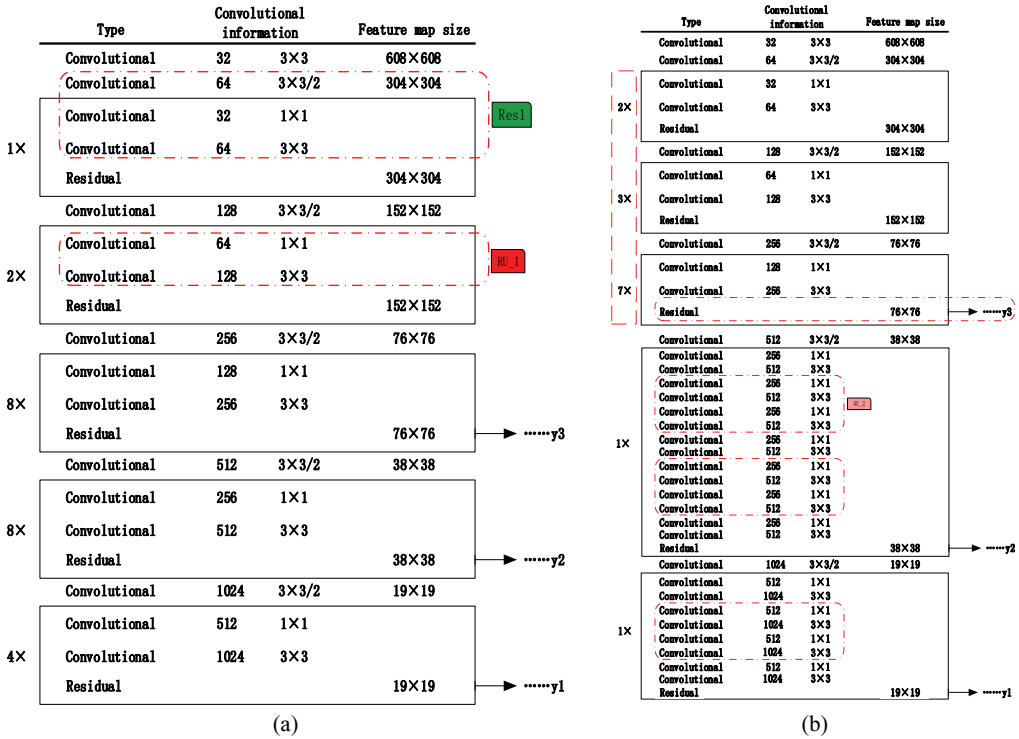 Type Convolutional information Feature map size
Convolutional 32 3×3 608×608
Convolutional 64 3×3/2 304×304
Convolutional 32 1×1
Res1
1×
Convolutional 64 3×3
Residual 304×304
Convolutional 128 3×3/2 152×152
Convolutional 64 1×1
RU_1
2×
Convolutional 128 3×3
Residual 152×152
Convolutional 256 3×3/2 76×76
Convolutional 128 1×1
8×
Convolutional 256 3×3
Residual 76×76 ······y3
Convolutional 512 3×3/2 38×38
Convolutional 256 1×1
8×
Convolutional 512 3×3
Residual 38×38 ······y2
Convolutional 1024 3×3/2 19×19
Convolutional 512 1×1
4×
Convolutional 1024 3×3
Residual 19×19 ······y1
(a)
Type Convolutional information Feature map size
Convolutional 32 3×3 608×608
Convolutional 64 3×3/2 304×304
Convolutional 32 1×1
2×
Convolutional 64 3×3
Residual 304×304
Convolutional 128 3×3/2 152×152
Convolutional 64 1×1
3×
Convolutional 128 3×3
Residual 152×152
Convolutional 256 3×3/2 76×76
Convolutional 128 1×1
7×
Convolutional 256 3×3
Residual 76×76 ······y3
Convolutional 512 3×3/2 38×38
Convolutional 256 1×1
Convolutional 512 3×3
Convolutional 256 1×1
Convolutional 512 3×3
RU_2
Convolutional 256 1×1
Convolutional 512 3×3
1×
Convolutional 256 1×1
Convolutional 512 3×3
Convolutional 256 1×1
Convolutional 512 3×3
Convolutional 256 1×1
Convolutional 512 3×3
Convolutional 256 1×1
Convolutional 512 3×3
Residual 38×38 ······y2
Convolutional 1024 3×3/2 19×19
Convolutional 512 1×1
Convolutional 1024 3×3
Convolutional 512 1×1
Convolutional 1024 3×3
1×
Convolutional 512 1×1
Convolutional 1024 3×3
Convolutional 512 1×1
Convolutional 1024 3×3
Residual 19×19 ······y1
(b)